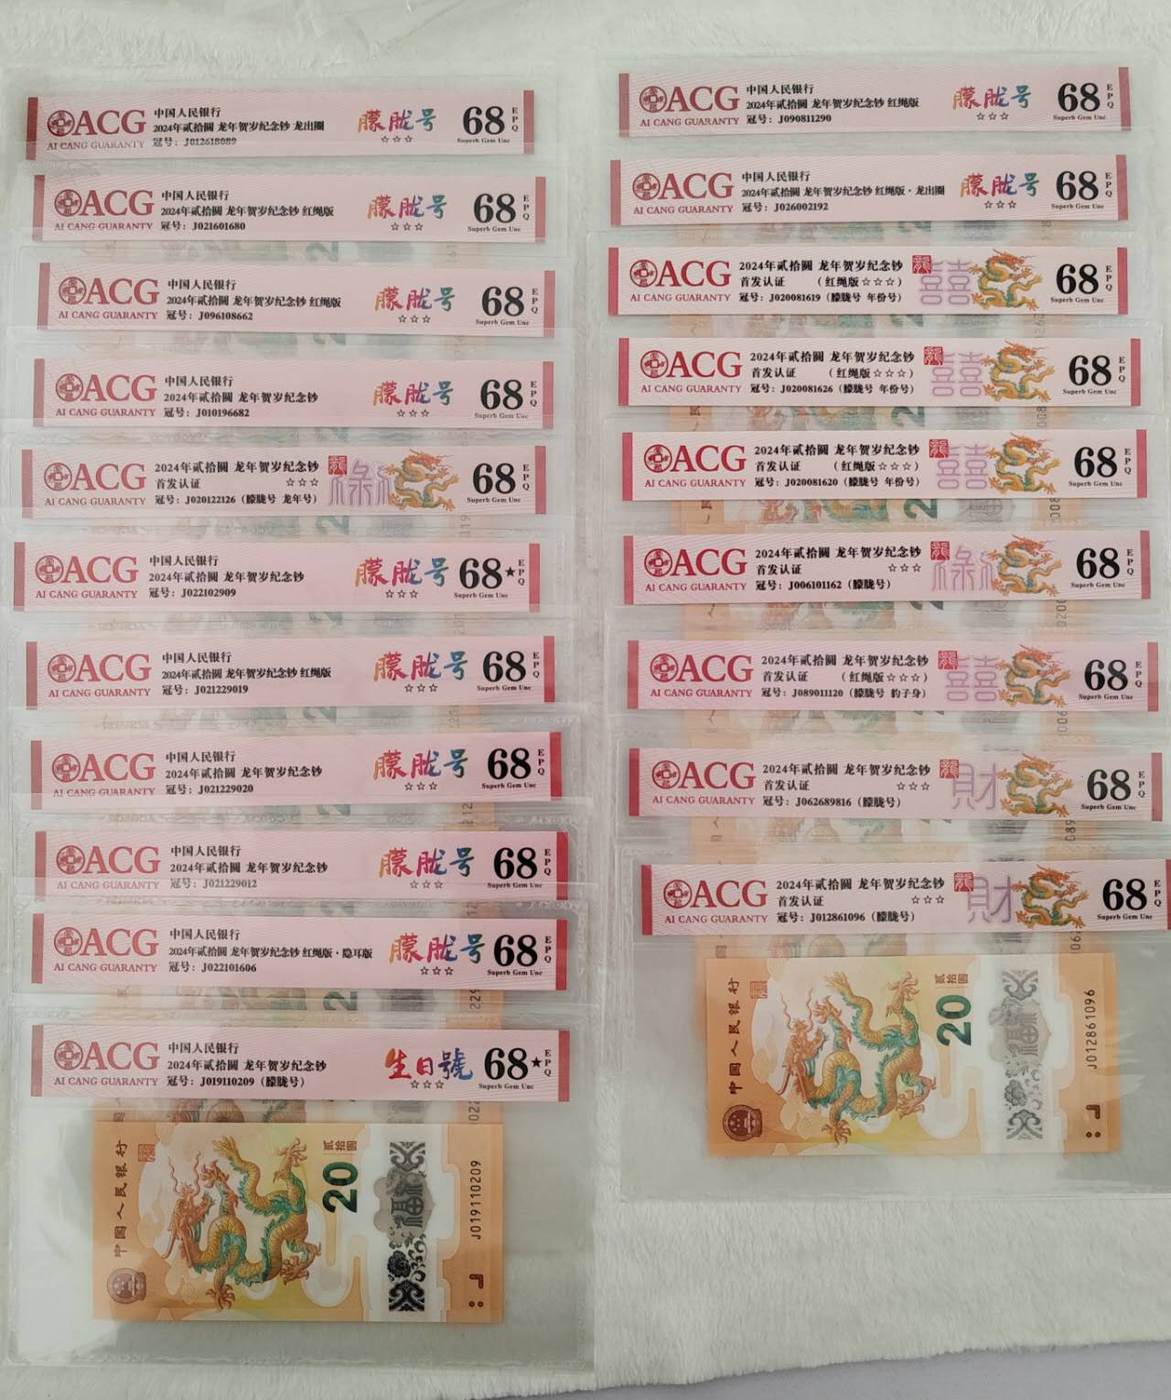 ACG
AI CANG GUARANTY
中国人民银行
2024年贰拾圆 龙年贺岁纪念钞 龙出圈
冠号：J012618089
朦胧号
☆☆☆
68
EPQ
Superb Gem Unc
ACG
AI CANG GUARANTY
中国人民银行
2024年贰拾圆 龙年贺岁纪念钞 红绳版
冠号：J021601680
朦胧号
☆☆☆
68
EPQ
Superb Gem Unc
ACG
AI CANG GUARANTY
中国人民银行
2024年贰拾圆 龙年贺岁纪念钞 红绳版
冠号：J096108662
朦胧号
☆☆☆
68
EPQ
Superb Gem Unc
ACG
AI CANG GUARANTY
中国人民银行
2024年贰拾圆 龙年贺岁纪念钞
冠号：J010196682
朦胧号
☆☆☆
68
EPQ
Superb Gem Unc
ACG
AI CANG GUARANTY
2024年贰拾圆 龙年贺岁纪念钞
首发认证 ☆☆☆
冠号：J020122126（朦胧号 龙年号）
68
EPQ
Superb Gem Unc
ACG
AI CANG GUARANTY
中国人民银行
2024年贰拾圆 龙年贺岁纪念钞
冠号：J022102909
朦胧号
☆☆☆
68★
EPQ
Superb Gem Unc
ACG
AI CANG GUARANTY
中国人民银行
2024年贰拾圆 龙年贺岁纪念钞 红绳版
冠号：J021229019
朦胧号
☆☆☆
68
EPQ
Superb Gem Unc
ACG
AI CANG GUARANTY
中国人民银行
2024年贰拾圆 龙年贺岁纪念钞
冠号：J021229020
朦胧号
☆☆☆
68
EPQ
Superb Gem Unc
ACG
AI CANG GUARANTY
中国人民银行
2024年贰拾圆 龙年贺岁纪念钞
冠号：J021229012
朦胧号
☆☆☆
68
EPQ
Superb Gem Unc
ACG
AI CANG GUARANTY
中国人民银行
2024年贰拾圆 龙年贺岁纪念钞 红绳版·隐耳版
冠号：J022101606
朦胧号
☆☆☆
68
EPQ
Superb Gem Unc
ACG
AI CANG GUARANTY
中国人民银行
2024年贰拾圆 龙年贺岁纪念钞
冠号：J019110209（朦胧号）
生日號
☆☆☆
68★
EPQ
Superb Gem Unc
中国人民银行
贰拾圆
20
J019110209
ACG
AI CANG GUARANTY
中国人民银行
2024年贰拾圆 龙年贺岁纪念钞 红绳版
冠号：J090811290
朦胧号
☆☆☆
68
EPQ
Superb Gem Unc
ACG
AI CANG GUARANTY
中国人民银行
2024年贰拾圆 龙年贺岁纪念钞 红绳版·龙出圈
冠号：J026002192
朦胧号
☆☆☆
68
EPQ
Superb Gem Unc
ACG
AI CANG GUARANTY
2024年贰拾圆 龙年贺岁纪念钞
首发认证 （红绳版☆☆☆）
冠号：J020081619（朦胧号 年份号）
囍
68
EPQ
Superb Gem Unc
ACG
AI CANG GUARANTY
2024年贰拾圆 龙年贺岁纪念钞
首发认证 （红绳版☆☆☆）
冠号：J020081626（朦胧号 年份号）
囍
68
EPQ
Superb Gem Unc
ACG
AI CANG GUARANTY
2024年贰拾圆 龙年贺岁纪念钞
首发认证 （红绳版☆☆☆）
冠号：J020081620（朦胧号 年份号）
囍
68
EPQ
Superb Gem Unc
ACG
AI CANG GUARANTY
2024年贰拾圆 龙年贺岁纪念钞
首发认证 ☆☆☆
冠号：J006101162（朦胧号）
68
EPQ
Superb Gem Unc
ACG
AI CANG GUARANTY
2024年贰拾圆 龙年贺岁纪念钞
首发认证 （红绳版☆☆☆）
冠号：J089011120（朦胧号 豹子身）
囍
68
EPQ
Superb Gem Unc
ACG
AI CANG GUARANTY
2024年贰拾圆 龙年贺岁纪念钞
首发认证 ☆☆☆
冠号：J062689816（朦胧号）
財
68
EPQ
Superb Gem Unc
ACG
AI CANG GUARANTY
2024年贰拾圆 龙年贺岁纪念钞
首发认证 ☆☆☆
冠号：J012861096（朦胧号）
財
68
EPQ
Superb Gem Unc
中国人民银行
贰拾圆
20
J012861096